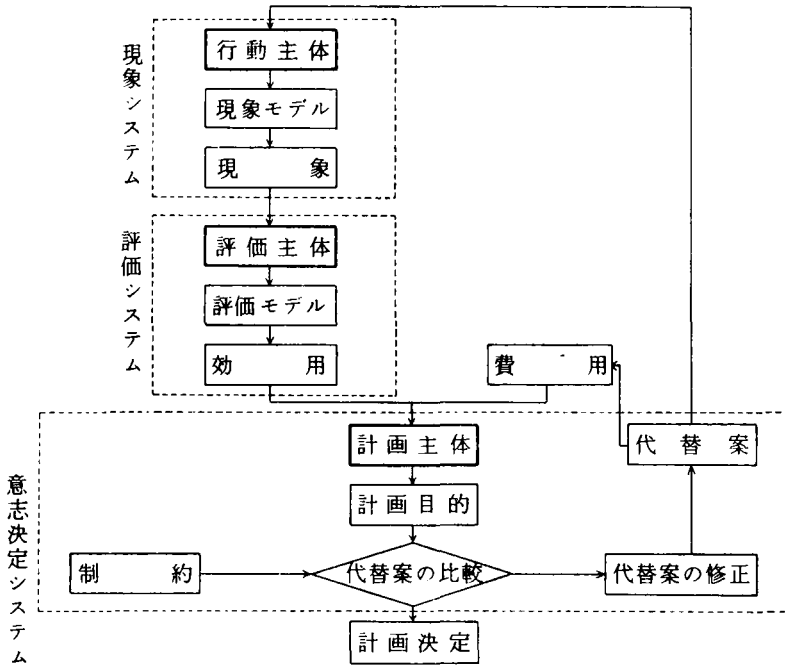 現象システム
行動主体
現象モデル
現象
評価システム
評価主体
評価モデル
効用
費用
意志決定システム
計画主体
代替案
計画目的
制約
代替案の比較
代替案の修正
計画決定